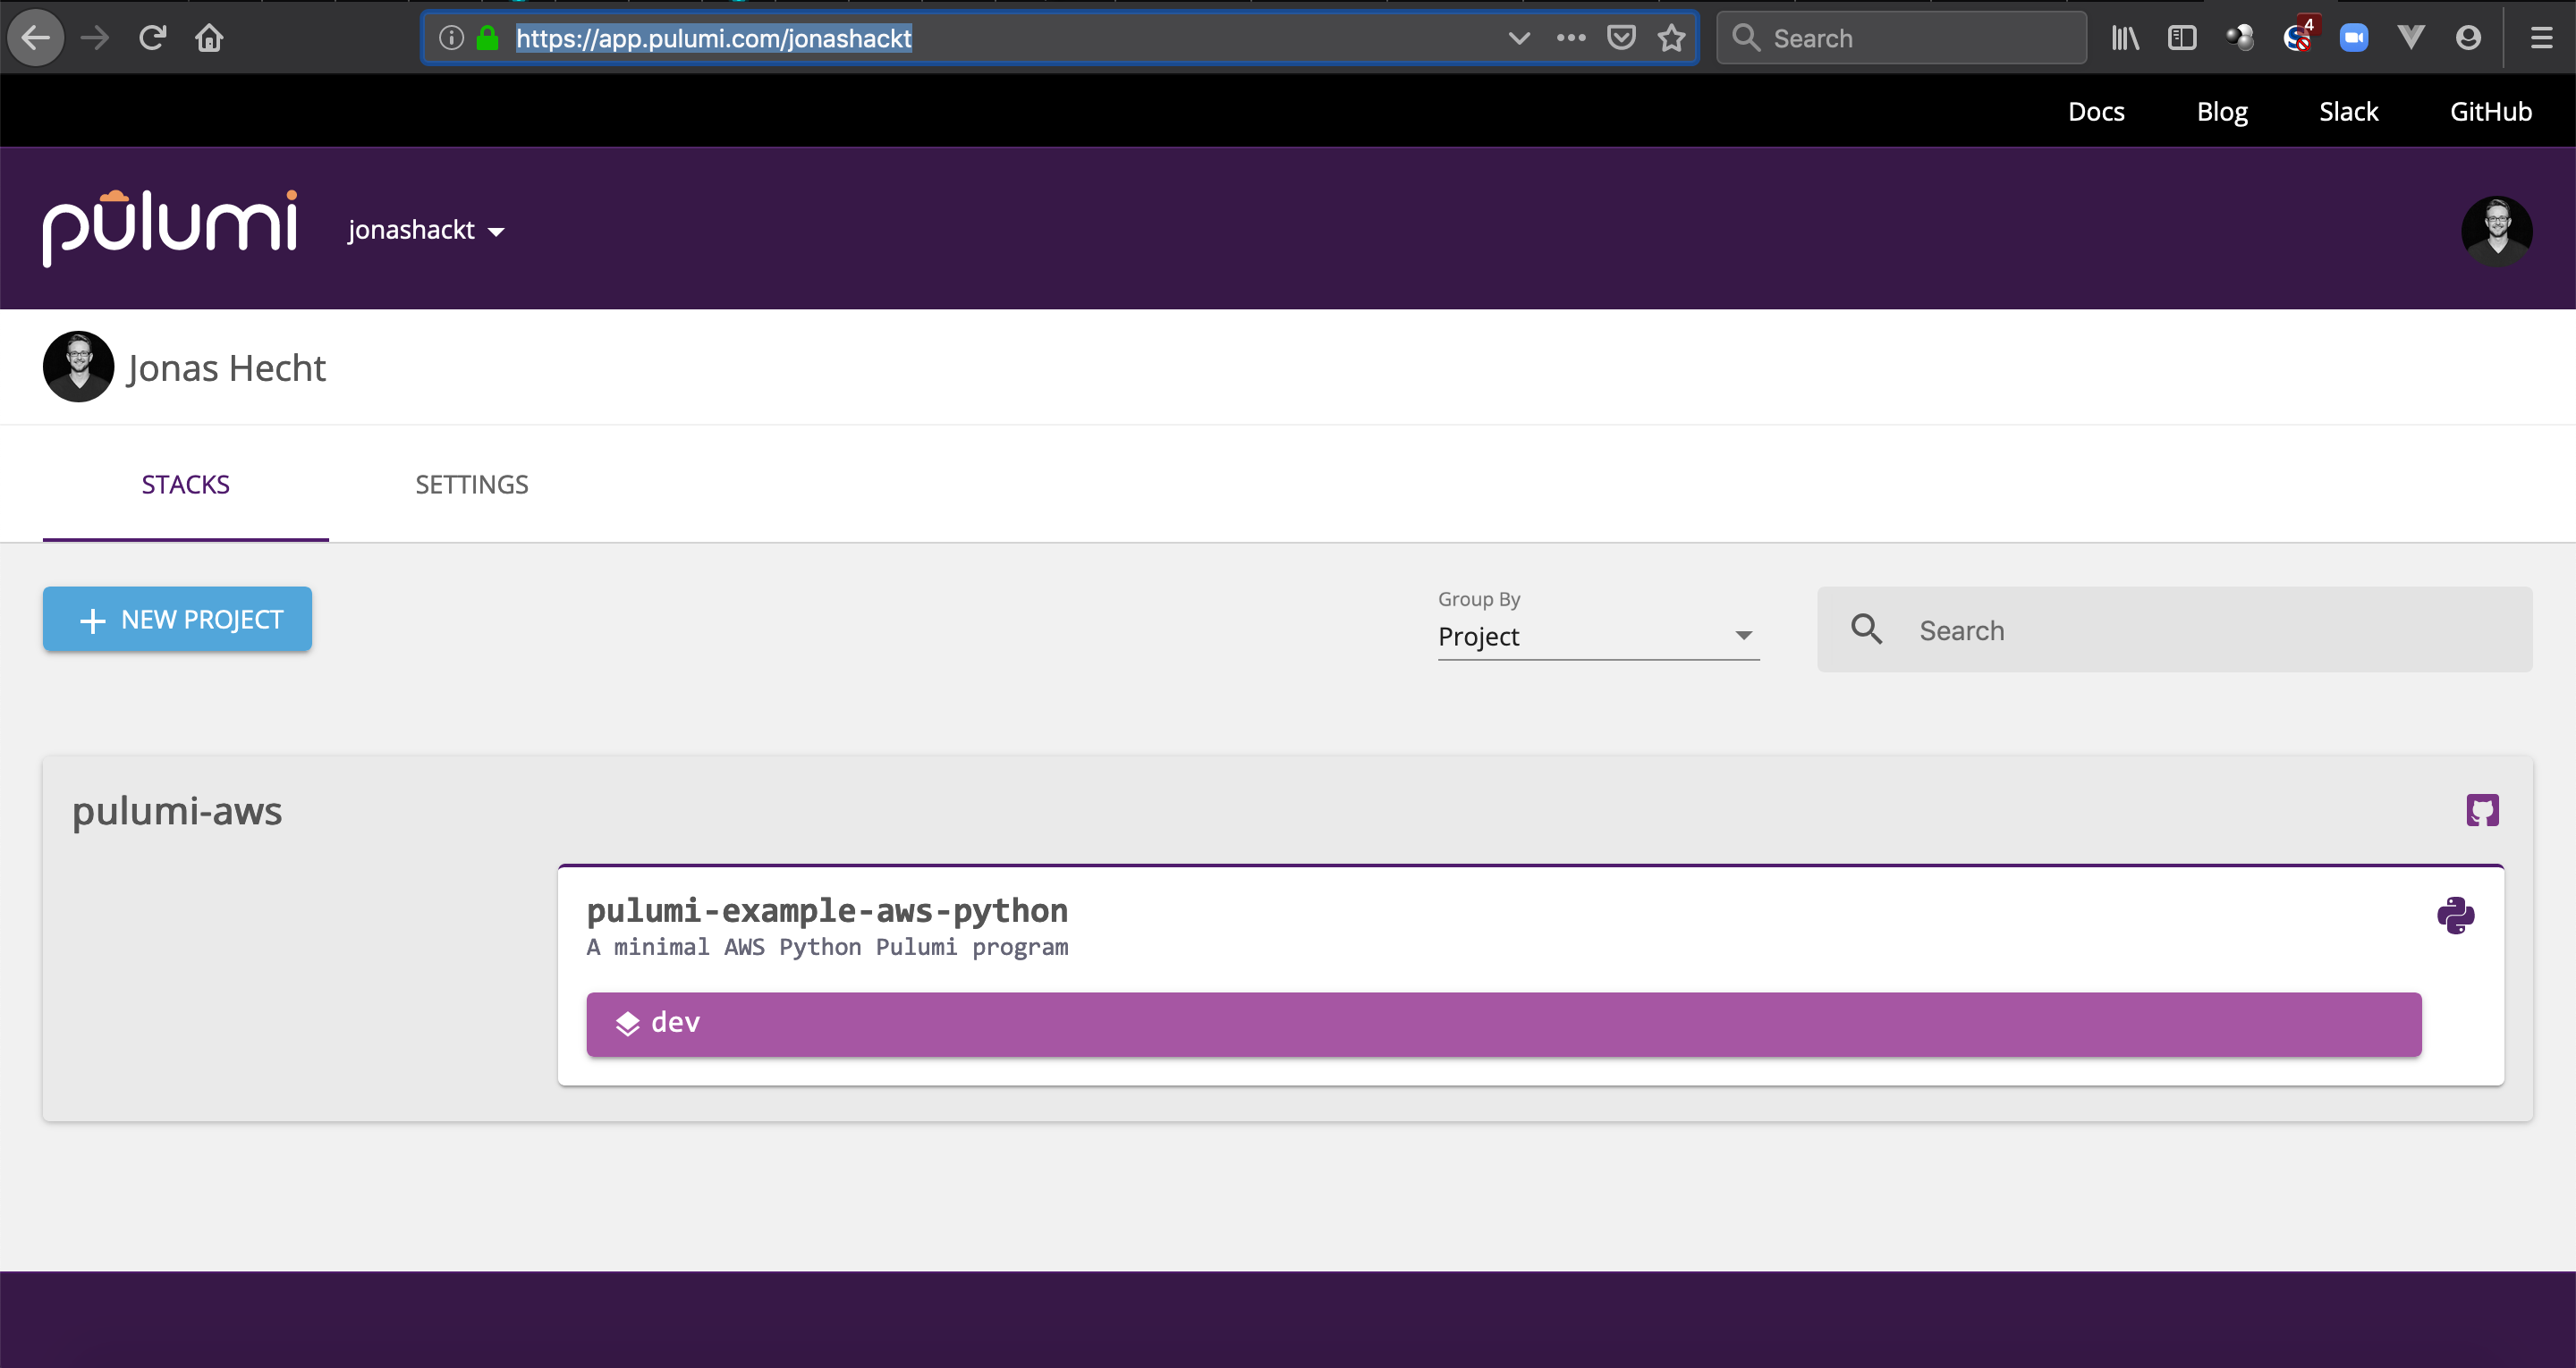 https://app.pulumi.com/jonashackt
Search
4
Docs
Blog
Slack
GitHub
pulumi
jonashackt
Jonas Hecht
STACKS
SETTINGS
NEW PROJECT
Group By
Project
Search
pulumi-aws
pulumi-example-aws-python
A minimal AWS Python Pulumi program
dev